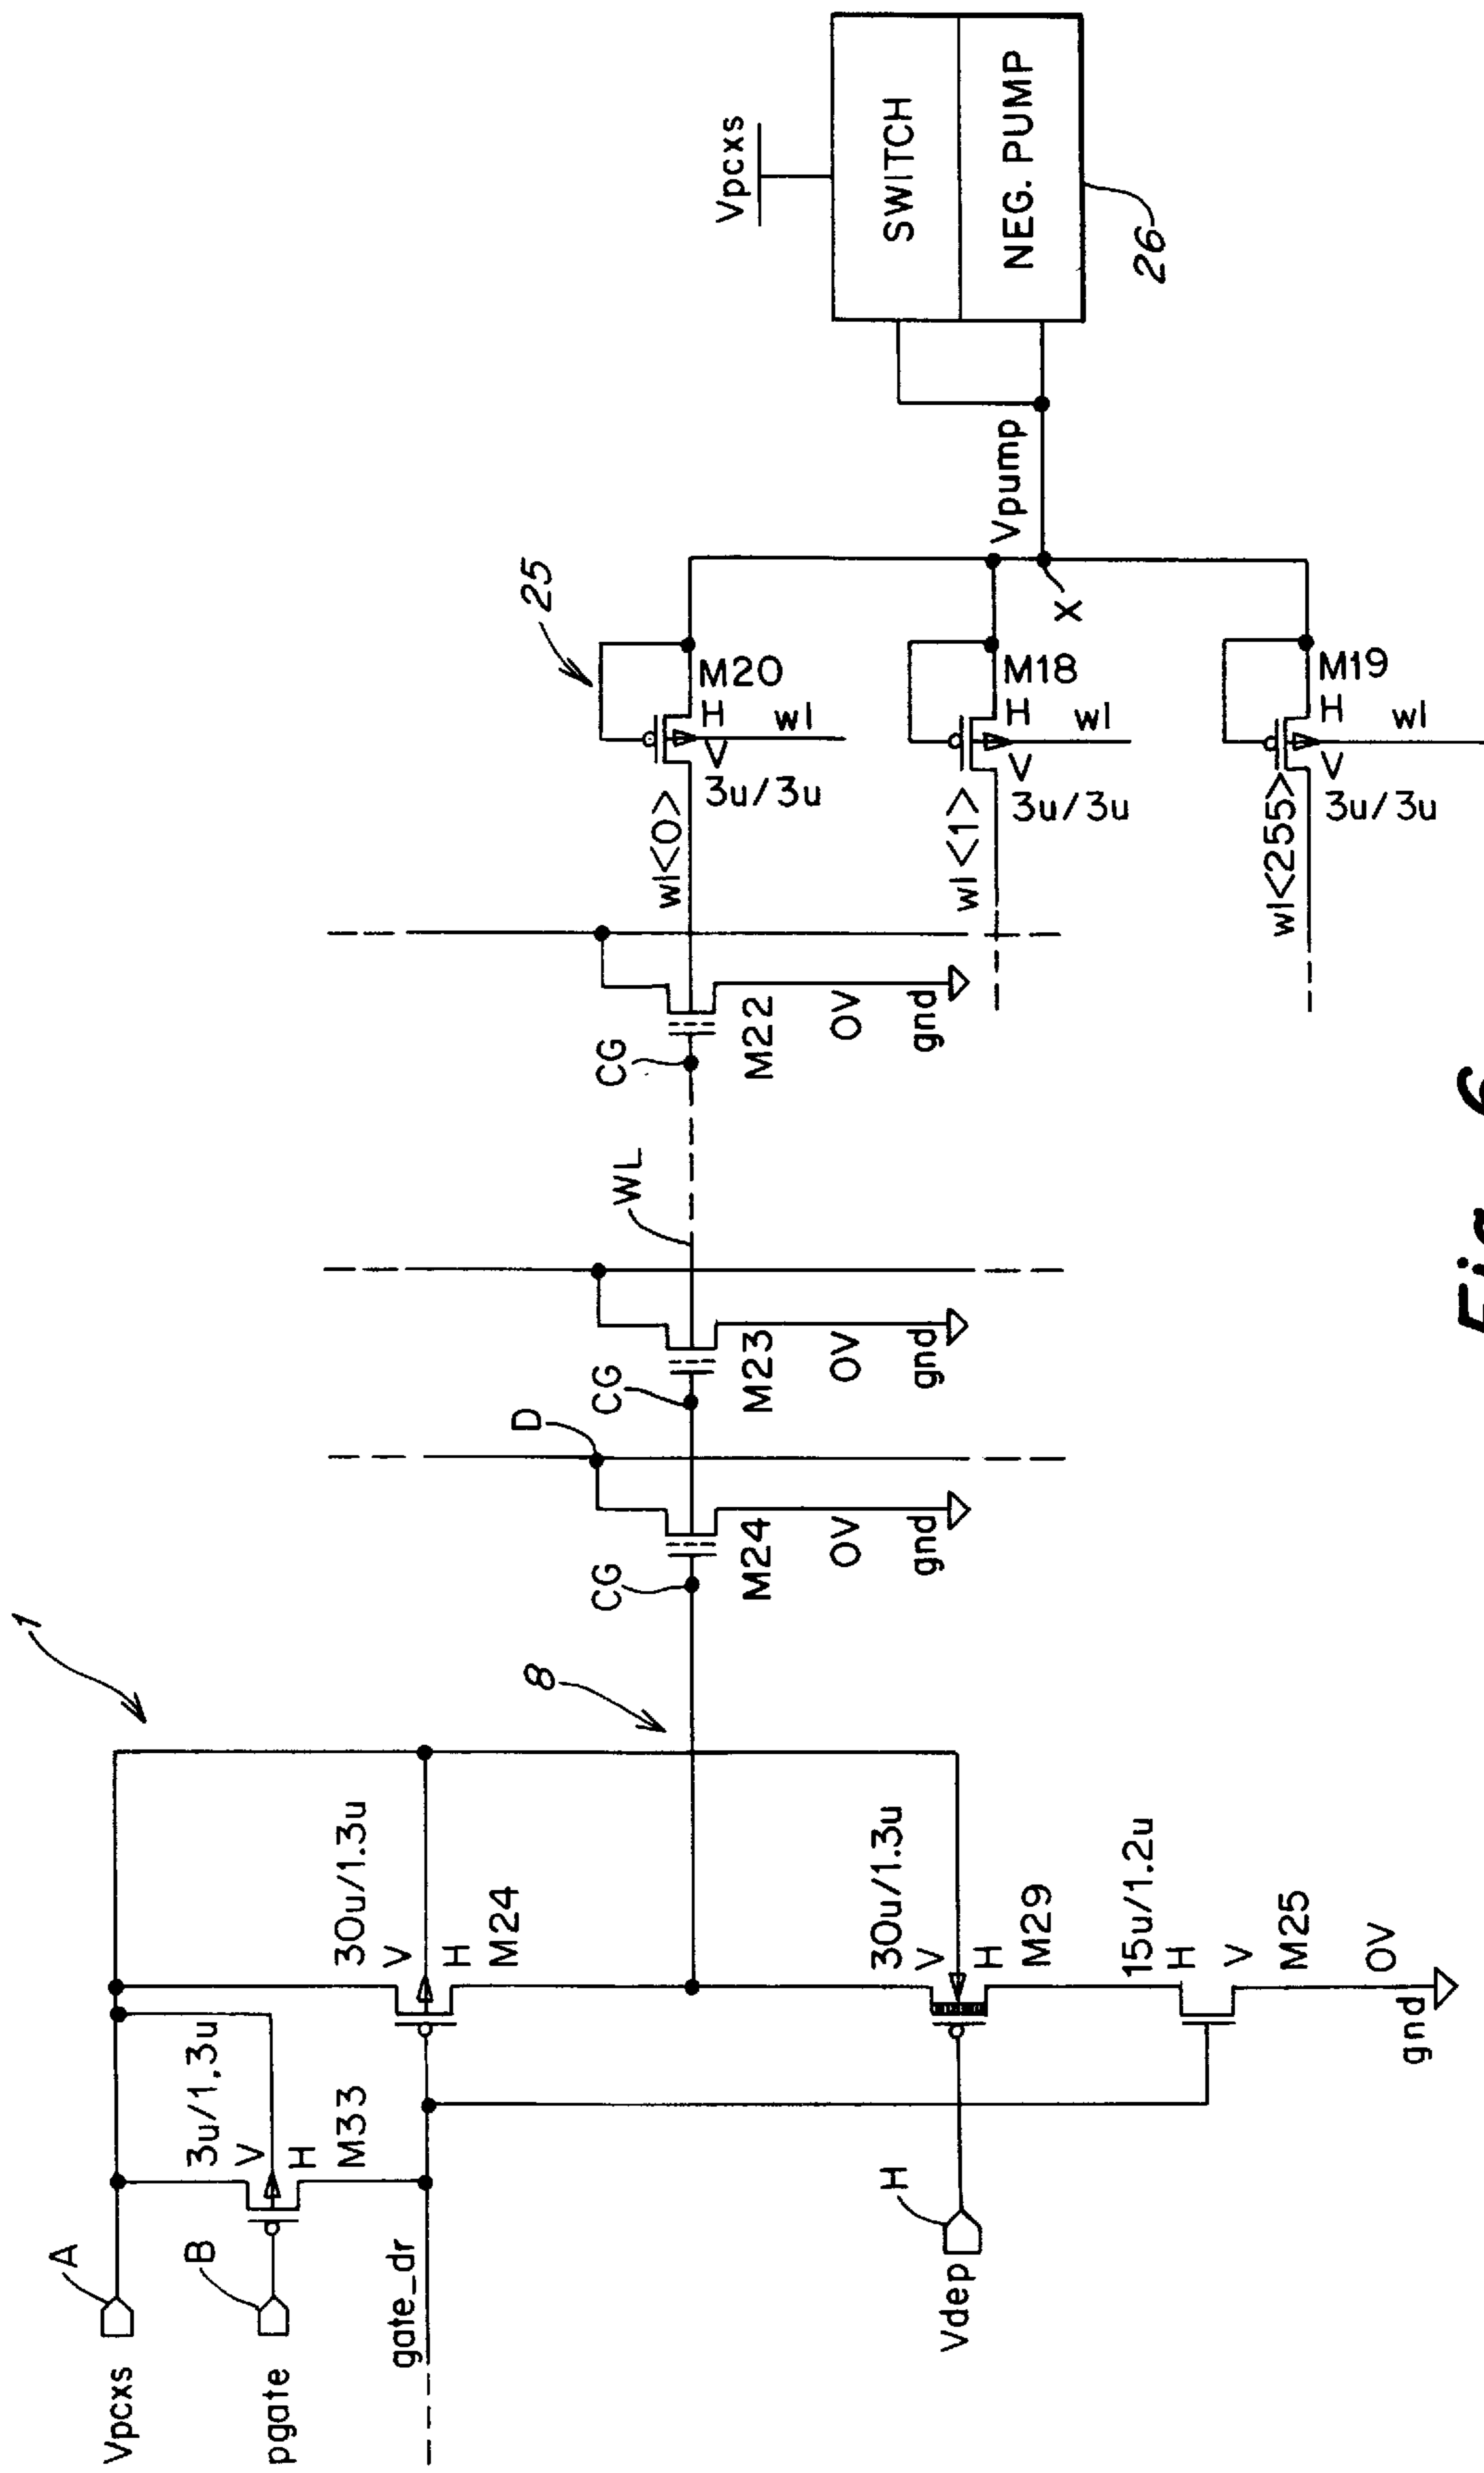 1
A
Vpcxs
3u/1.3u
V
H
M33
B
pgate
gate_dr
30u/1.3u
V
H
M24
8
30u/1.3u
V
H
M29
H
Vdep
15u/1.2u
H
V
M25
0V
gnd
CG
D
M24
0V
gnd
CG
M23
0V
gnd
WL
CG
M22
0V
gnd
25
wl<0>
M20
H
V
wl
3u/3u
wl<1>
M18
H
V
wl
3u/3u
wl<255>
M19
H
V
wl
3u/3u
X
Vpump
Vpcxs
SWITCH
NEG. PUMP
26
Fig. 6